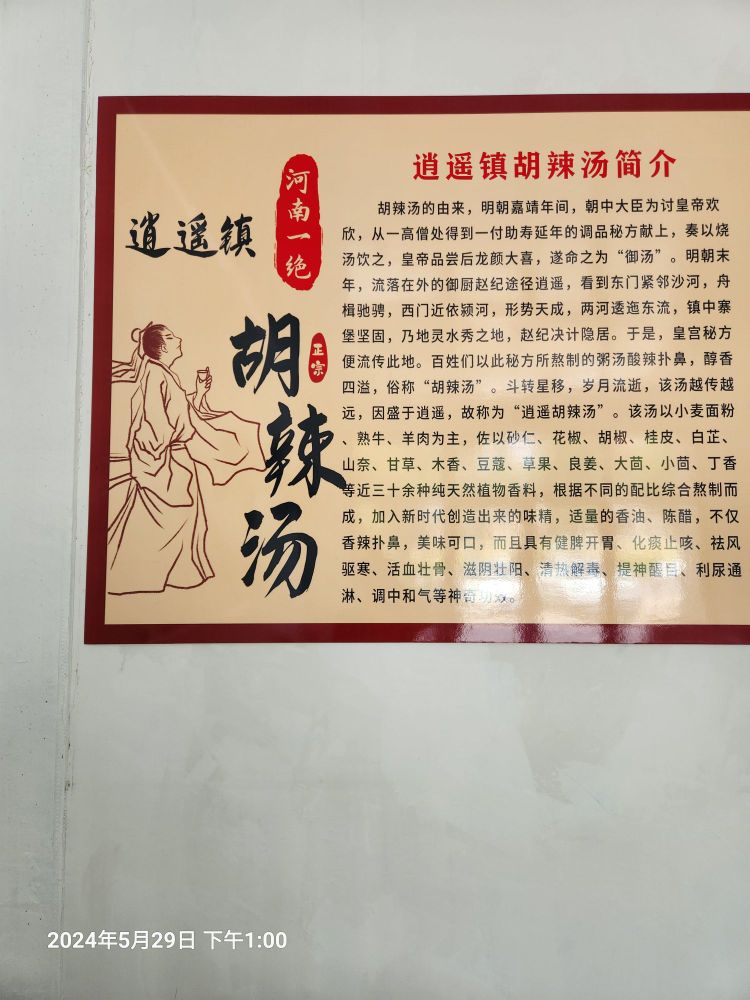 逍遥镇
河南一绝
胡辣汤
正宗
逍遥镇胡辣汤简介
胡辣汤的由来，明朝嘉靖年间，朝中大臣为讨皇帝欢
欣，从一高僧处得到一付助寿延年的调品秘方献上，奏以烧
汤饮之，皇帝品尝后龙颜大喜，遂命之为“御汤”。明朝末
年，流落在外的御厨赵纪途径逍遥，看到东门紧邻沙河，舟
楫驰骋，西门近依颍河，形势天成，两河逶迤东流，镇中寨
堡坚固，乃地灵水秀之地，赵纪决计隐居。于是，皇宫秘方
便流传此地。百姓们以此秘方所熬制的粥汤酸辣扑鼻，醇香
四溢，俗称“胡辣汤”。斗转星移，岁月流逝，该汤越传越
远，因盛于逍遥，故称为“逍遥胡辣汤”。该汤以小麦面粉
、熟牛、羊肉为主，佐以砂仁、花椒、胡椒、桂皮、白芷、
山奈、甘草、木香、豆蔻、草果、良姜、大茴、小茴、丁香
等近三十余种纯天然植物香料，根据不同的配比综合熬制而
成，加入新时代创造出来的味精，适量的香油、陈醋，不仅
香辣扑鼻，美味可口，而且具有健脾开胃、化痰止咳、祛风
驱寒、活血壮骨、滋阴壮阳、清热解毒、提神醒目、利尿通
淋、调中和气等神奇功效。
2024年5月29日 下午1:00